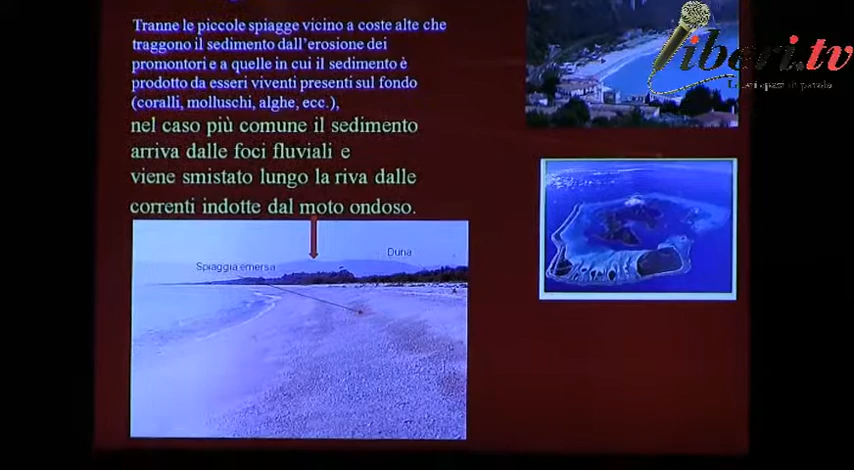 Tranne le piccole spiagge vicino a coste alte che
traggono il sedimento dall'erosione dei
promontori e a quelle in cui il sedimento è
prodotto da esseri viventi presenti sul fondo
(coralli, molluschi, alghe, ecc.),
nel caso più comune il sedimento
arriva dalle foci fluviali e
viene smistato lungo la riva dalle
correnti indotte dal moto ondoso.
Spiaggia emersa
Duna
liberi.tv